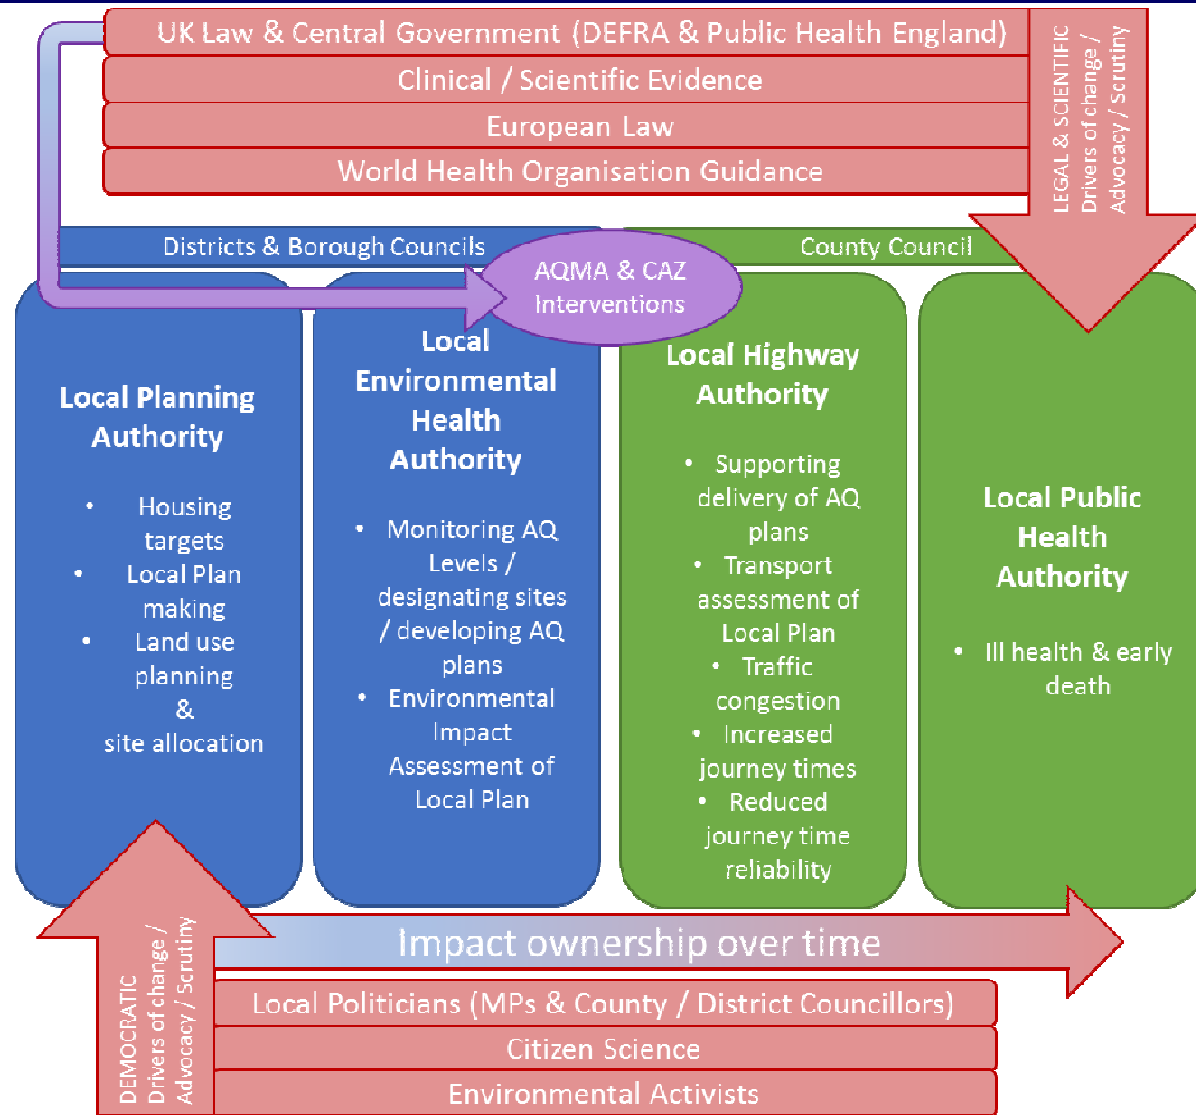 UK Law & Central Government (DEFRA & Public Health England)
Clinical / Scientific Evidence
European Law
World Health Organisation Guidance
LEGAL & SCIENTIFIC
Drivers of change /
Advocacy / Scrutiny
Districts & Borough Councils
County Council
AQMA & CAZ
Interventions
Local Planning
Authority
• Housing
targets
• Local Plan
making
• Land use
planning
&
site allocation
Local
Environmental
Health
Authority
• Monitoring AQ
Levels /
designating sites
/ developing AQ
plans
• Environmental
Impact
Assessment of
Local Plan
Local Highway
Authority
• Supporting
delivery of AQ
plans
• Transport
assessment of
Local Plan
• Traffic
congestion
• Increased
journey times
• Reduced
journey time
reliability
Local Public
Health
Authority
• Ill health & early
death
Impact ownership over time
DEMOCRATIC
Drivers of change /
Advocacy / Scrutiny
Local Politicians (MPs & County / District Councillors)
Citizen Science
Environmental Activists